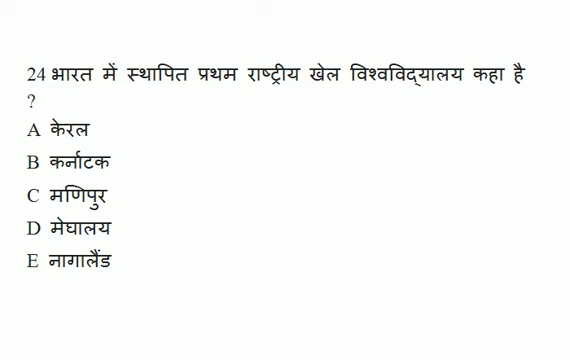 24 भारत में स्थापित प्रथम राष्ट्रीय खेल विश्वविद्यालय कहा है
?
A केरल
B कर्नाटक
C मणिपुर
D मेघालय
E नागालैंड